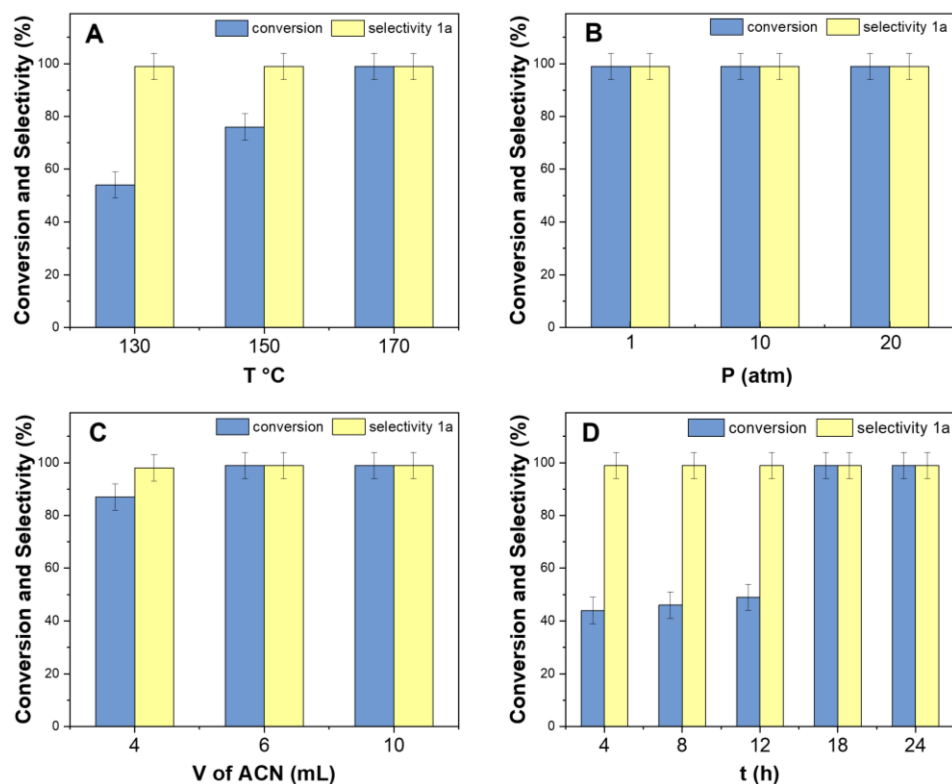 A
conversion
selectivity 1a
Conversion and Selectivity (%)
100
80
60
40
20
0
130
150
170
T °C
B
conversion
selectivity 1a
Conversion and Selectivity (%)
100
80
60
40
20
0
1
10
20
P (atm)
C
conversion
selectivity 1a
Conversion and Selectivity (%)
100
80
60
40
20
0
4
6
10
V of ACN (mL)
D
conversion
selectivity 1a
Conversion and Selectivity (%)
100
80
60
40
20
0
4
8
12
18
24
t (h)